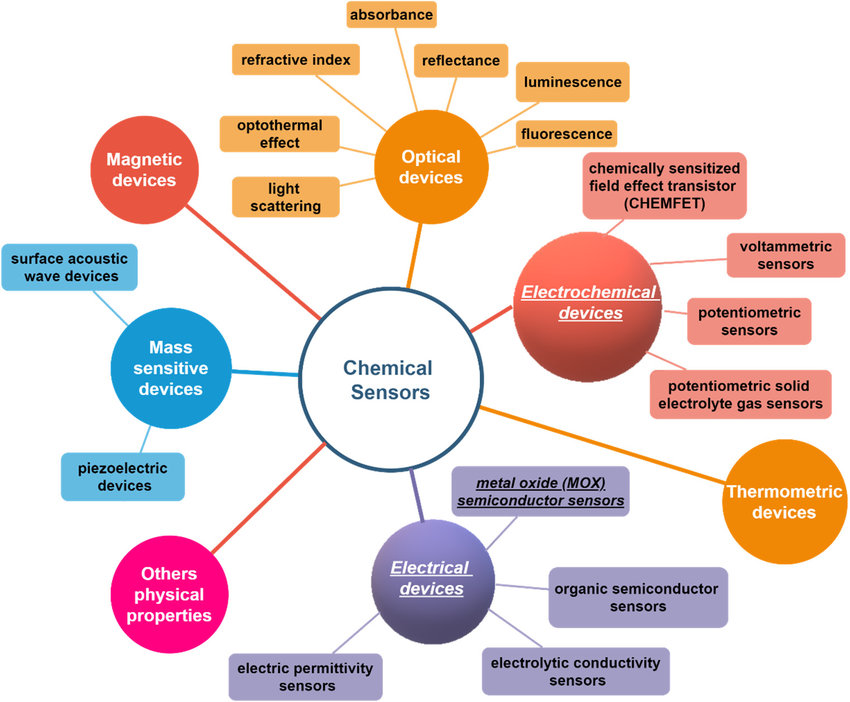 absorbance
refractive index
reflectance
luminescence
optothermal
effect
fluorescence
Optical
devices
light
scattering
Magnetic
devices
chemically sensitized
field effect transistor
(CHEMFET)
voltammetric
sensors
Electrochemical
devices
potentiometric
sensors
potentiometric solid
electrolyte gas sensors
surface acoustic
wave devices
Mass
sensitive
devices
piezoelectric
devices
Chemical
Sensors
Thermometric
devices
metal oxide (MOX)
semiconductor sensors
Electrical
devices
organic semiconductor
sensors
electrolytic conductivity
sensors
electric permittivity
sensors
Others
physical
properties